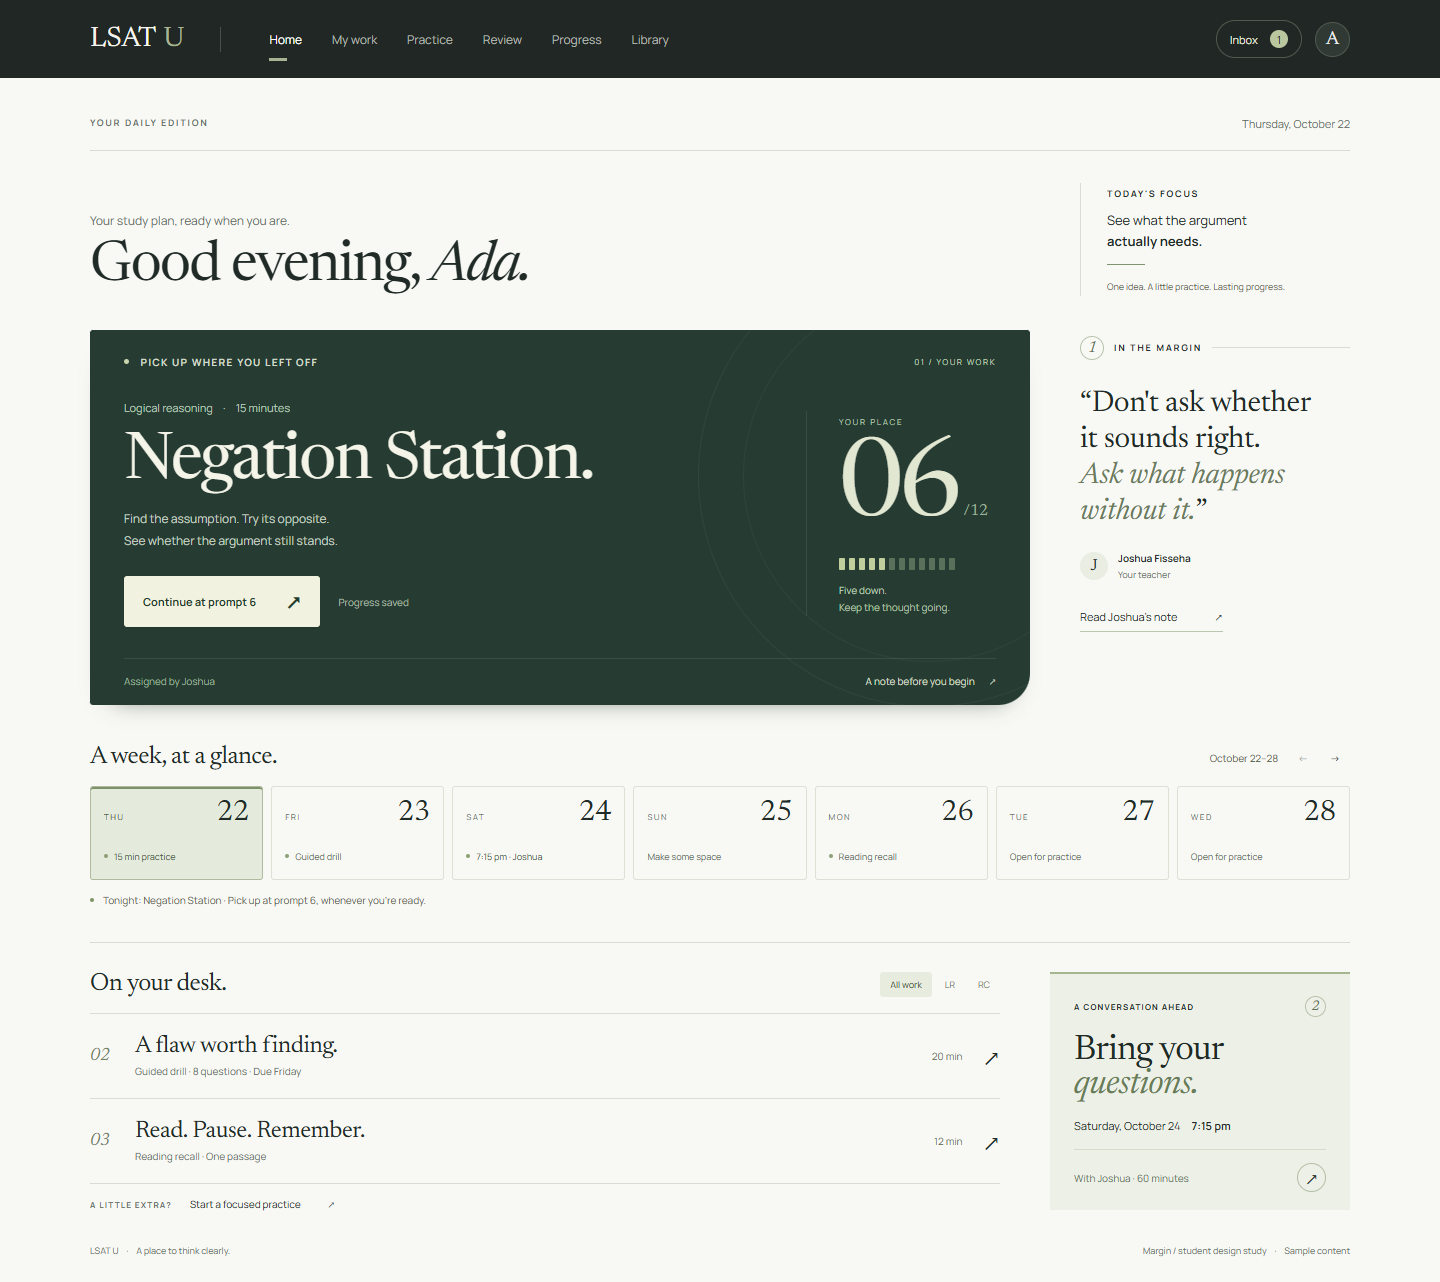 LSAT U
Home
My work
Practice
Review
Progress
Library
Inbox 1
A
YOUR DAILY EDITION
Thursday, October 22
Your study plan, ready when you are.
Good evening, Ada.
TODAY'S FOCUS
See what the argument
actually needs.
One idea. A little practice. Lasting progress.
PICK UP WHERE YOU LEFT OFF
01 / YOUR WORK
Logical reasoning · 15 minutes
Negation Station.
Find the assumption. Try its opposite.
See whether the argument still stands.
Continue at prompt 6 ↗
Progress saved
YOUR PLACE
06 /12
Five down.
Keep the thought going.
Assigned by Joshua
A note before you begin ↗
1 IN THE MARGIN
“Don't ask whether
it sounds right.
Ask what happens
without it.”
J
Joshua Fisseha
Your teacher
Read Joshua's note ↗
A week, at a glance.
October 22–28 ← →
THU 22
15 min practice
FRI 23
Guided drill
SAT 24
7:15 pm · Joshua
SUN 25
Make some space
MON 26
Reading recall
TUE 27
Open for practice
WED 28
Open for practice
Tonight: Negation Station · Pick up at prompt 6, whenever you're ready.
On your desk.
All work
LR
RC
02
A flaw worth finding.
Guided drill · 8 questions · Due Friday
20 min ↗
03
Read. Pause. Remember.
Reading recall · One passage
12 min ↗
A LITTLE EXTRA?
Start a focused practice ↗
A CONVERSATION AHEAD
2
Bring your
questions.
Saturday, October 24 7:15 pm
With Joshua · 60 minutes ↗
LSAT U · A place to think clearly.
Margin / student design study · Sample content